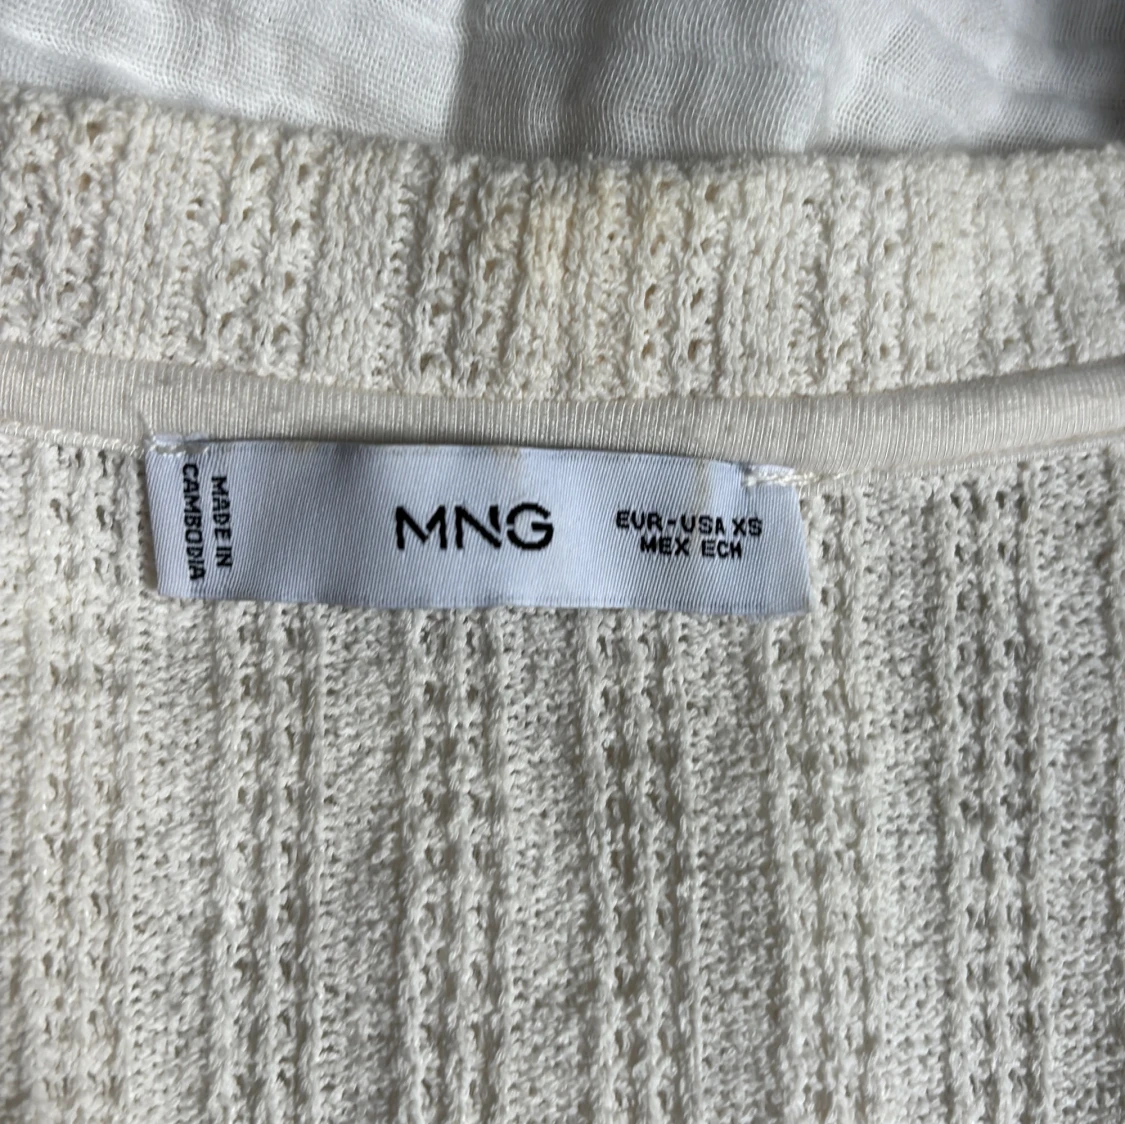 MADE IN
CAMBODIA
MNG
EUR-USA XS
MEX ECH